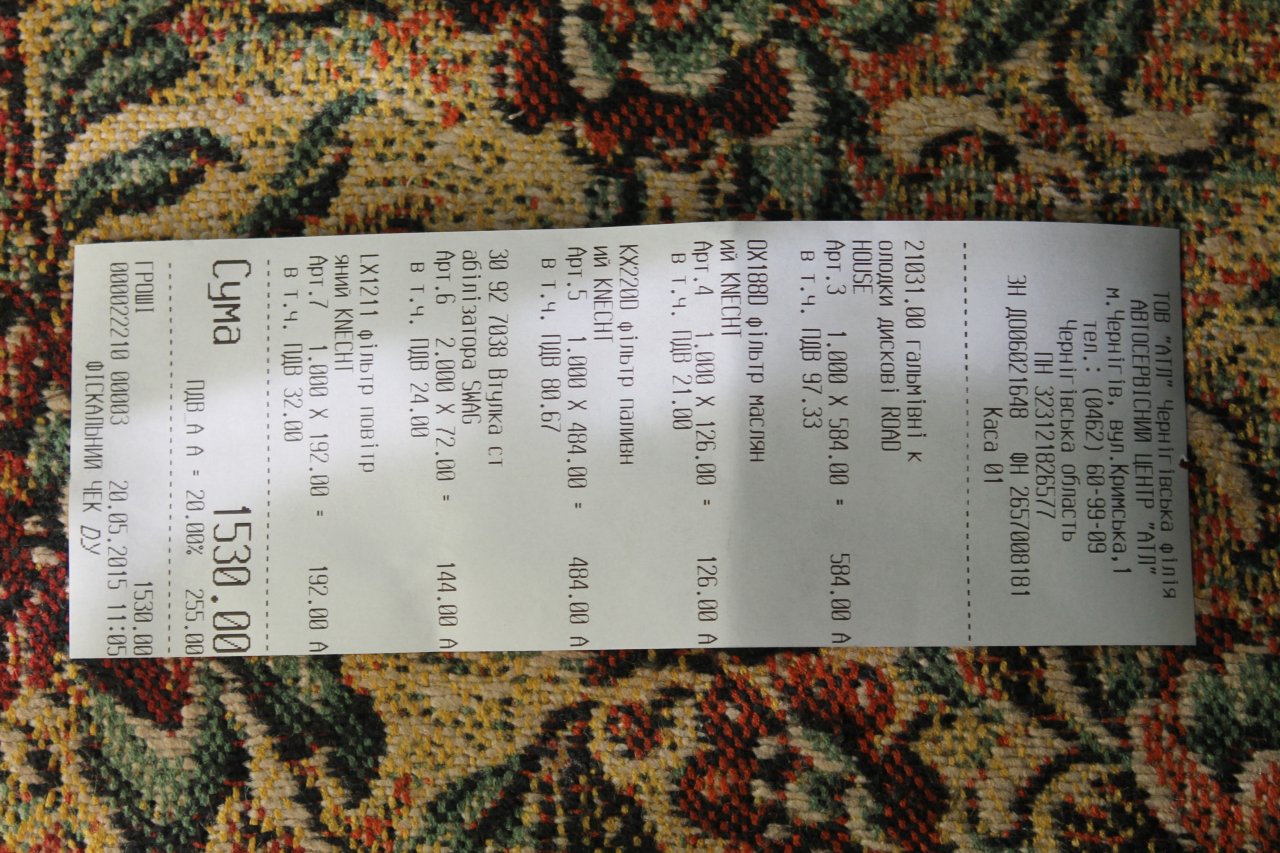 ТОВ "АТЛ" Чернігівська філія
АВТОСЕРВІСНИЙ ЦЕНТР "АТЛ"
м.Чернігів, вул.Кримська,1
тел.: (0462) 60-99-09
Чернігівська область
ПН 323121826577
ЗН ДО06021648 ФН 2657008181
Каса 01
21031.00 гальмівні к
олодки дискові ROAD
HOUSE
Арт.3 1.000 X 584.00 = 584.00 А
в т.ч. ПДВ 97.33
OX188D фільтр маслян
ий KNECHT
Арт.4 1.000 X 126.00 = 126.00 А
в т.ч. ПДВ 21.00
KX220D фільтр паливн
ий KNECHT
Арт.5 1.000 X 484.00 = 484.00 А
в т.ч. ПДВ 80.67
30 92 7038 Втулка ст
абілізатора SWAG
Арт.6 2.000 X 72.00 = 144.00 А
в т.ч. ПДВ 24.00
LX1211 фільтр повітр
яний KNECHT
Арт.7 1.000 X 192.00 = 192.00 А
в т.ч. ПДВ 32.00
Сума 1530.00
ПДВ А А = 20.00% 255.00
ГРОШІ 1530.00
0000022210 00003 20.05.2015 11:05
ФІСКАЛЬНИЙ ЧЕК